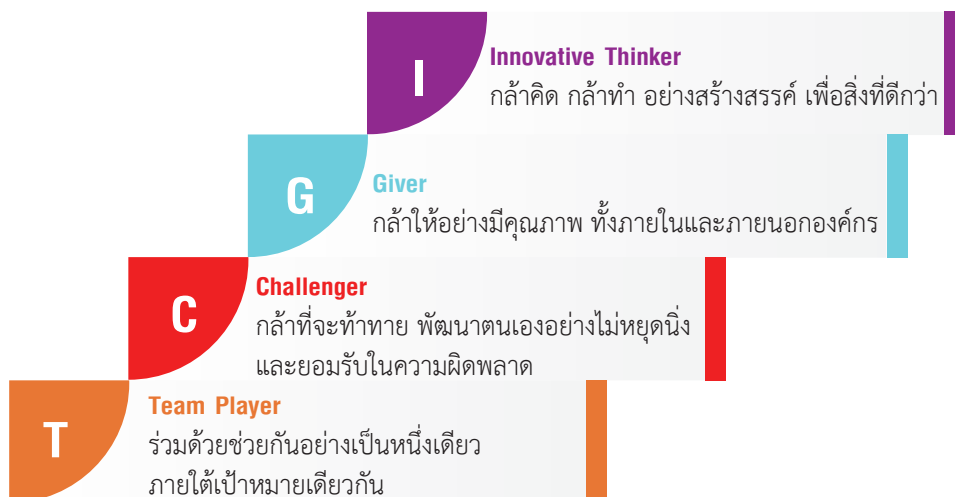 I
Innovative Thinker
กล้าคิด กล้าทำ อย่างสร้างสรรค์ เพื่อสิ่งที่ดีกว่า
G
Giver
กล้าให้อย่างมีคุณภาพ ทั้งภายในและภายนอกองค์กร
C
Challenger
กล้าที่จะท้าทาย พัฒนาตนเองอย่างไม่หยุดนิ่ง
และยอมรับในความผิดพลาด
T
Team Player
ร่วมด้วยช่วยกันอย่างเป็นหนึ่งเดียว
ภายใต้เป้าหมายเดียวกัน